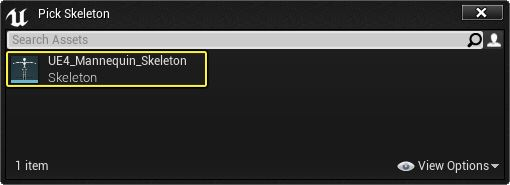 Pick Skeleton
Search Assets
UE4_Mannequin_Skeleton
Skeleton
1 item
View Options